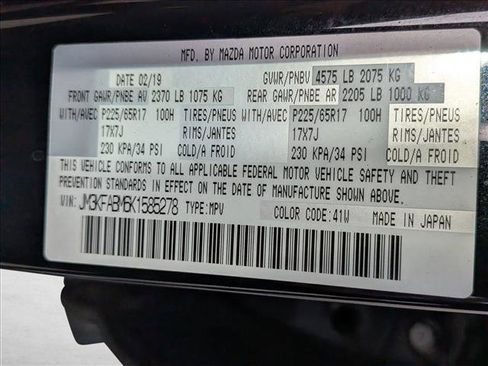 MFD. BY MAZDA MOTOR CORPORATION
DATE 02/19 GVWR/PNBV 4575 LB 2075 KG
FRONT GAWR/PNBE AV 2370 LB 1075 KG REAR GAWR/PNBE AR 2205 LB 1000 KG
WITH/AVEC P225/65R17 100H TIRES/PNEUS WITH/AVEC P225/65R17 100H TIRES/PNEUS
17X7J RIMS/JANTES 17X7J RIMS/JANTES
230 KPA/34 PSI COLD/A FROID 230 KPA/34 PSI COLD/A FROID
THIS VEHICLE CONFORMS TO ALL APPLICABLE FEDERAL MOTOR VEHICLE SAFETY AND THEFT
PREVENTION STANDARDS IN EFFECT ON THE DATE OF MANUFACTURE SHOWN ABOVE.
VIN: JM3KFABM6K1585278 TYPE:MPV COLOR CODE:41W MADE IN JAPAN